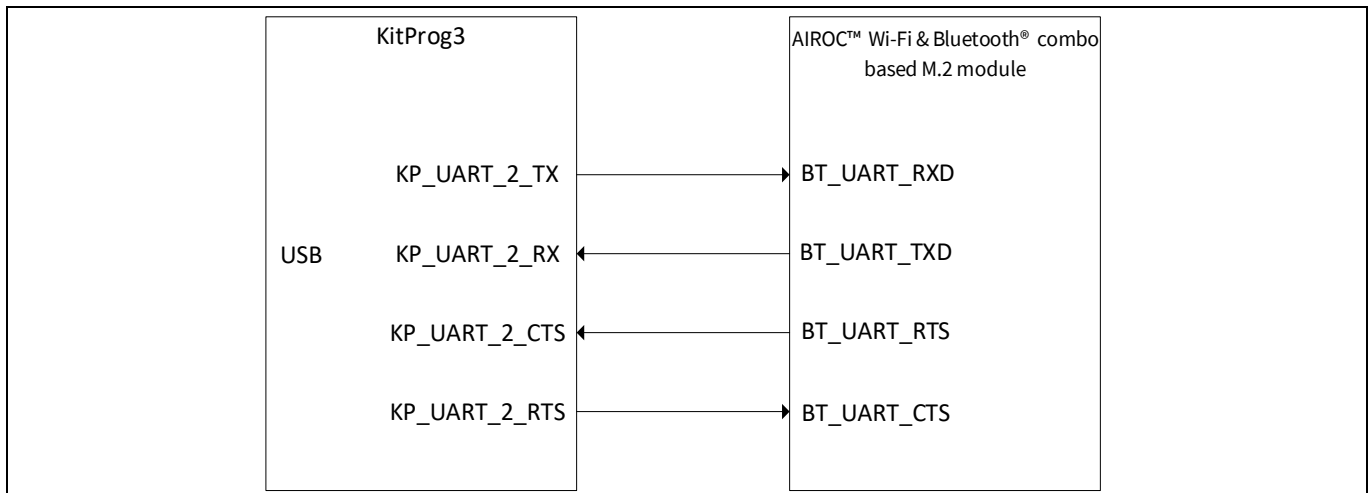 KitProg3
AIROC™ Wi-Fi & Bluetooth® combo
based M.2 module
KP_UART_2_TX
BT_UART_RXD
USB
KP_UART_2_RX
BT_UART_TXD
KP_UART_2_CTS
BT_UART_RTS
KP_UART_2_RTS
BT_UART_CTS